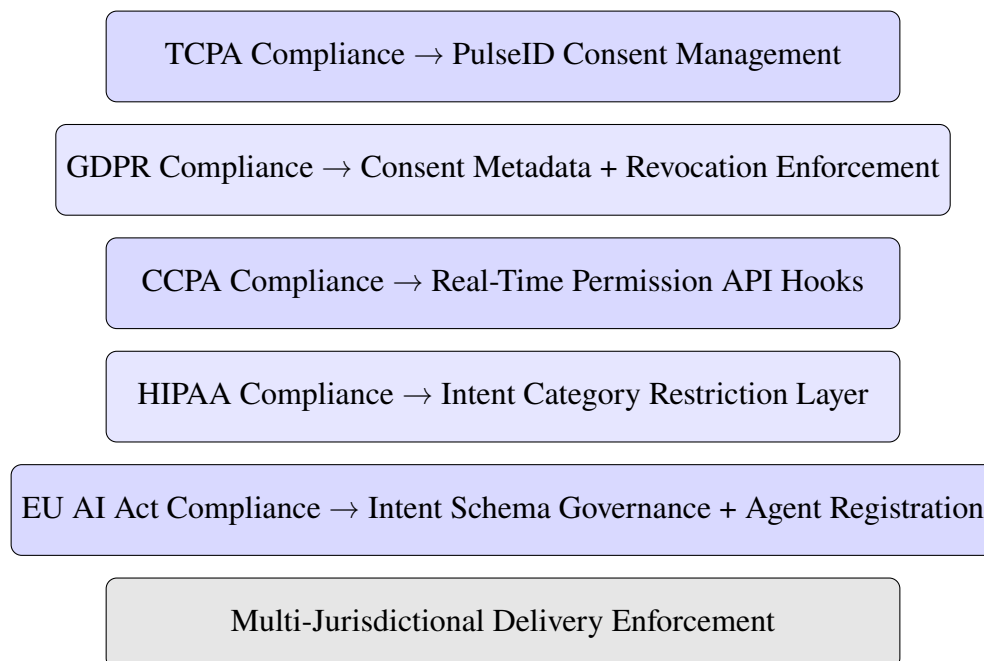 TCPA Compliance → PulseID Consent Management
GDPR Compliance → Consent Metadata + Revocation Enforcement
CCPA Compliance → Real-Time Permission API Hooks
HIPAA Compliance → Intent Category Restriction Layer
EU AI Act Compliance → Intent Schema Governance + Agent Registration
Multi-Jurisdictional Delivery Enforcement